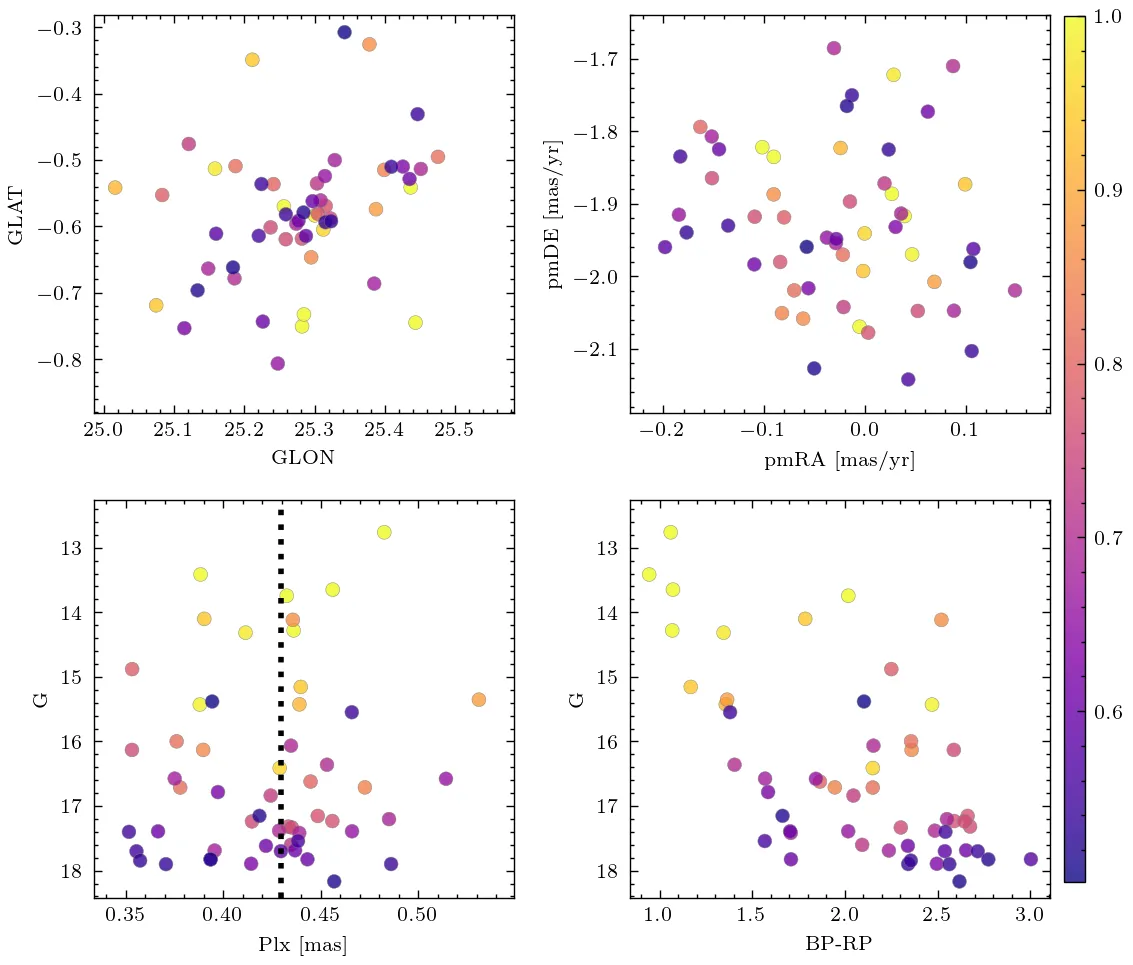 −0.3
−0.4
−0.5
−0.6
−0.7
−0.8
GLAT
25.0 25.1 25.2 25.3 25.4 25.5
GLON
−1.7
−1.8
−1.9
−2.0
−2.1
pmDE [mas/yr]
−0.2 −0.1 0.0 0.1
pmRA [mas/yr]
1.0
0.9
0.8
0.7
0.6
13
14
15
16
17
18
G
0.35 0.40 0.45 0.50
Plx [mas]
13
14
15
16
17
18
G
1.0 1.5 2.0 2.5 3.0
BP-RP